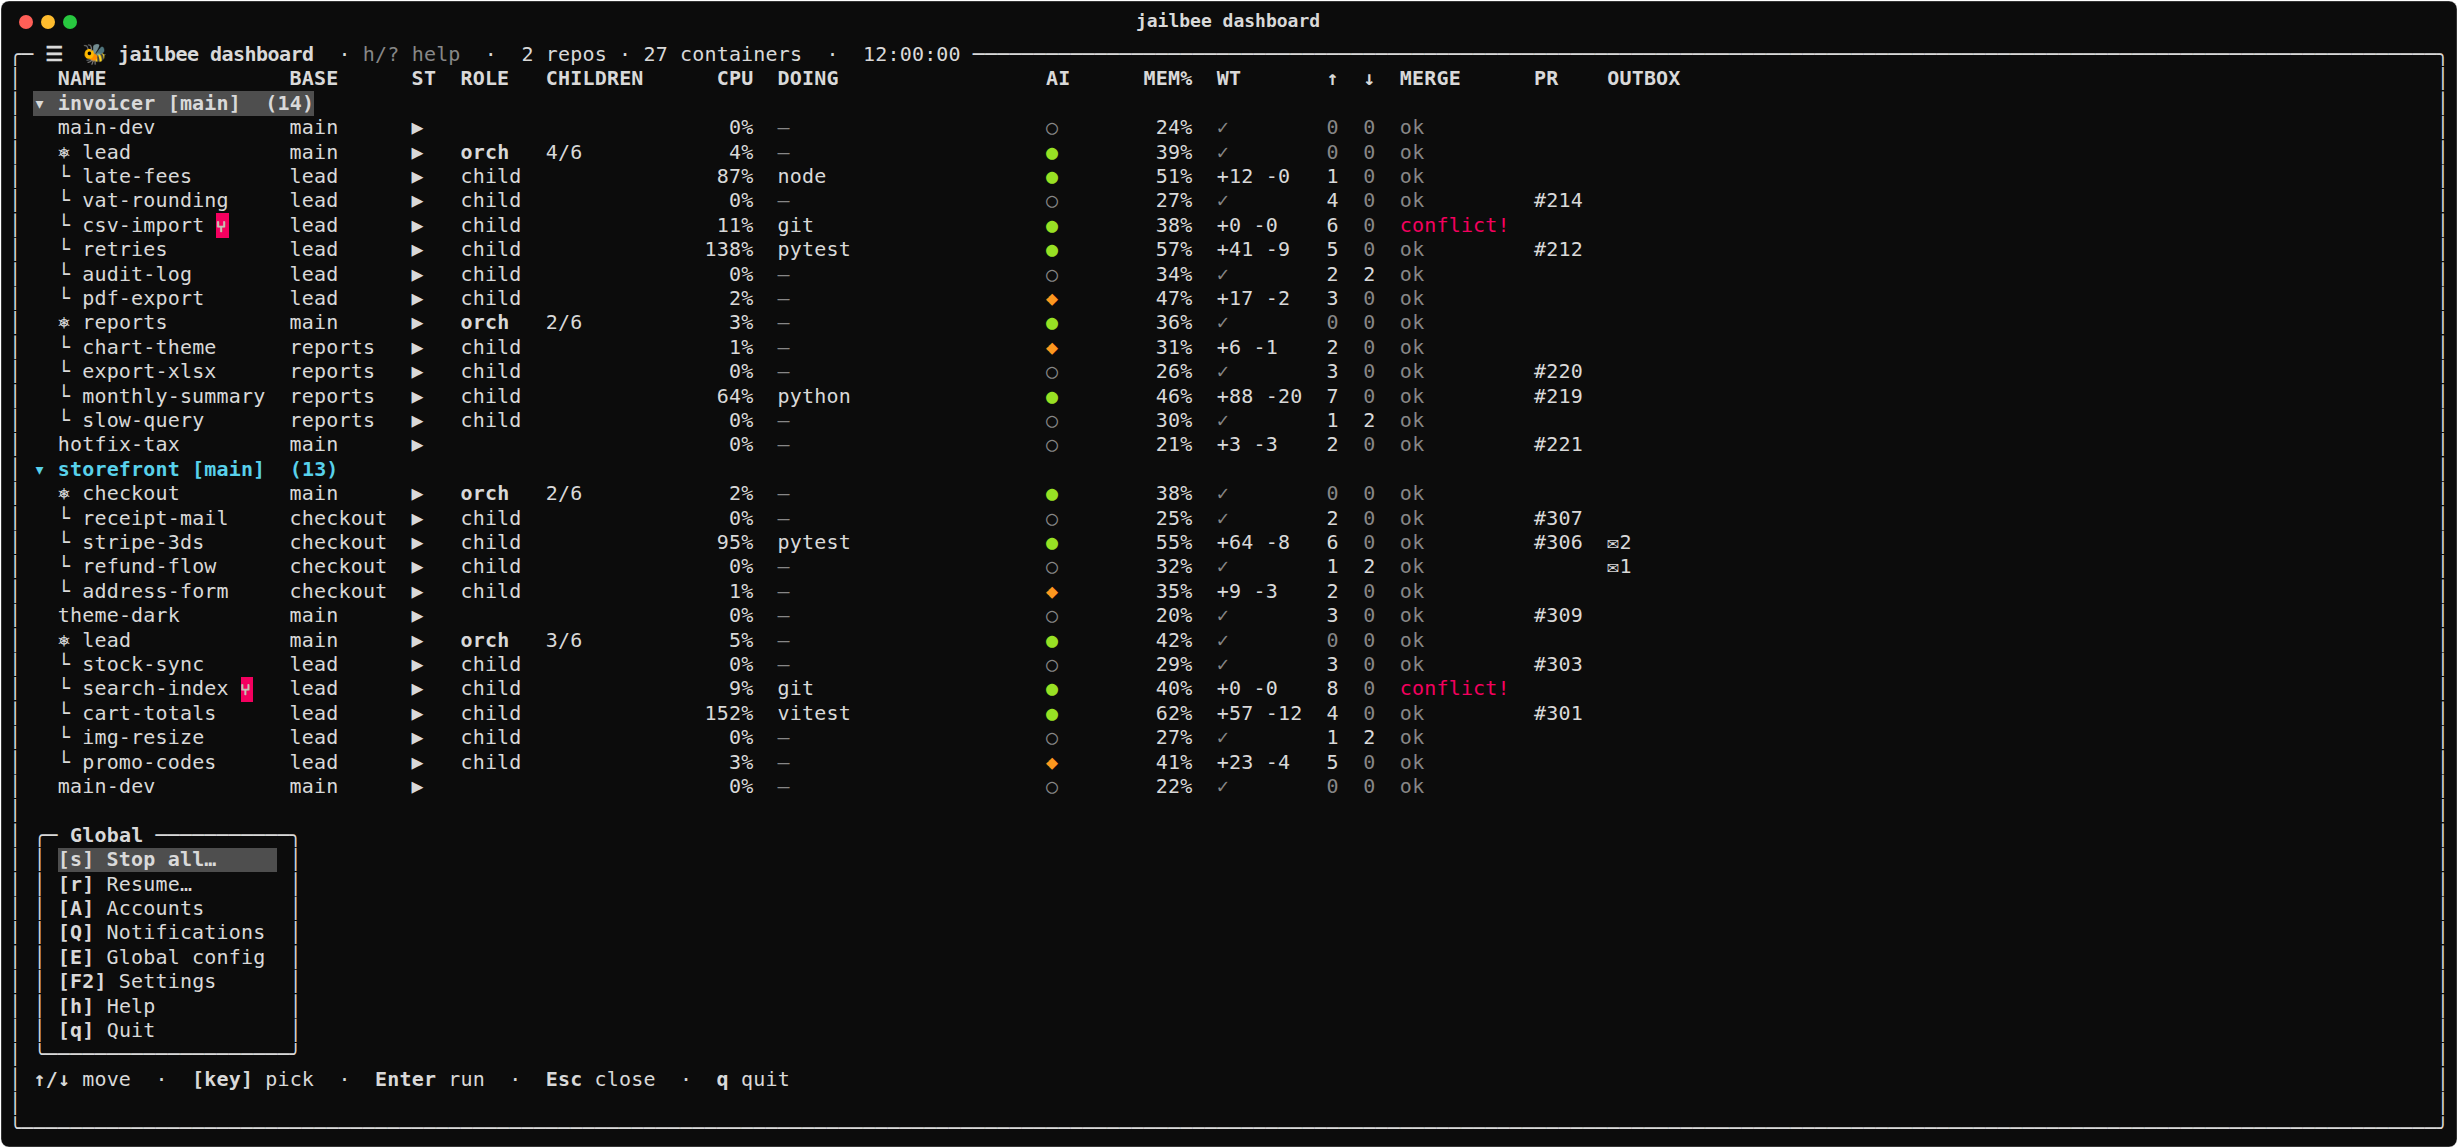 jailbee dashboard
☰ 🐝 jailbee dashboard · h/? help · 2 repos · 27 containers · 12:00:00
NAME BASE ST ROLE CHILDREN CPU DOING AI MEM% WT ↑ ↓ MERGE PR OUTBOX
▾ invoicer [main] (14)
main-dev main ▶ 0% — ○ 24% ✓ 0 0 ok
⎈ lead main ▶ orch 4/6 4% — ● 39% ✓ 0 0 ok
└ late-fees lead ▶ child 87% node ● 51% +12 -0 1 0 ok
└ vat-rounding lead ▶ child 0% — ○ 27% ✓ 4 0 ok #214
└ csv-import ⑂ lead ▶ child 11% git ● 38% +0 -0 6 0 conflict!
└ retries lead ▶ child 138% pytest ● 57% +41 -9 5 0 ok #212
└ audit-log lead ▶ child 0% — ○ 34% ✓ 2 2 ok
└ pdf-export lead ▶ child 2% — ◆ 47% +17 -2 3 0 ok
⎈ reports main ▶ orch 2/6 3% — ● 36% ✓ 0 0 ok
└ chart-theme reports ▶ child 1% — ◆ 31% +6 -1 2 0 ok
└ export-xlsx reports ▶ child 0% — ○ 26% ✓ 3 0 ok #220
└ monthly-summary reports ▶ child 64% python ● 46% +88 -20 7 0 ok #219
└ slow-query reports ▶ child 0% — ○ 30% ✓ 1 2 ok
hotfix-tax main ▶ 0% — ○ 21% +3 -3 2 0 ok #221
▾ storefront [main] (13)
⎈ checkout main ▶ orch 2/6 2% — ● 38% ✓ 0 0 ok
└ receipt-mail checkout ▶ child 0% — ○ 25% ✓ 2 0 ok #307
└ stripe-3ds checkout ▶ child 95% pytest ● 55% +64 -8 6 0 ok #306 ✉2
└ refund-flow checkout ▶ child 0% — ○ 32% ✓ 1 2 ok ✉1
└ address-form checkout ▶ child 1% — ◆ 35% +9 -3 2 0 ok
theme-dark main ▶ 0% — ○ 20% ✓ 3 0 ok #309
⎈ lead main ▶ orch 3/6 5% — ● 42% ✓ 0 0 ok
└ stock-sync lead ▶ child 0% — ○ 29% ✓ 3 0 ok #303
└ search-index ⑂ lead ▶ child 9% git ● 40% +0 -0 8 0 conflict!
└ cart-totals lead ▶ child 152% vitest ● 62% +57 -12 4 0 ok #301
└ img-resize lead ▶ child 0% — ○ 27% ✓ 1 2 ok
└ promo-codes lead ▶ child 3% — ◆ 41% +23 -4 5 0 ok
main-dev main ▶ 0% — ○ 22% ✓ 0 0 ok
Global
[s] Stop all…
[r] Resume…
[A] Accounts
[Q] Notifications
[E] Global config
[F2] Settings
[h] Help
[q] Quit
↑/↓ move · [key] pick · Enter run · Esc close · q quit